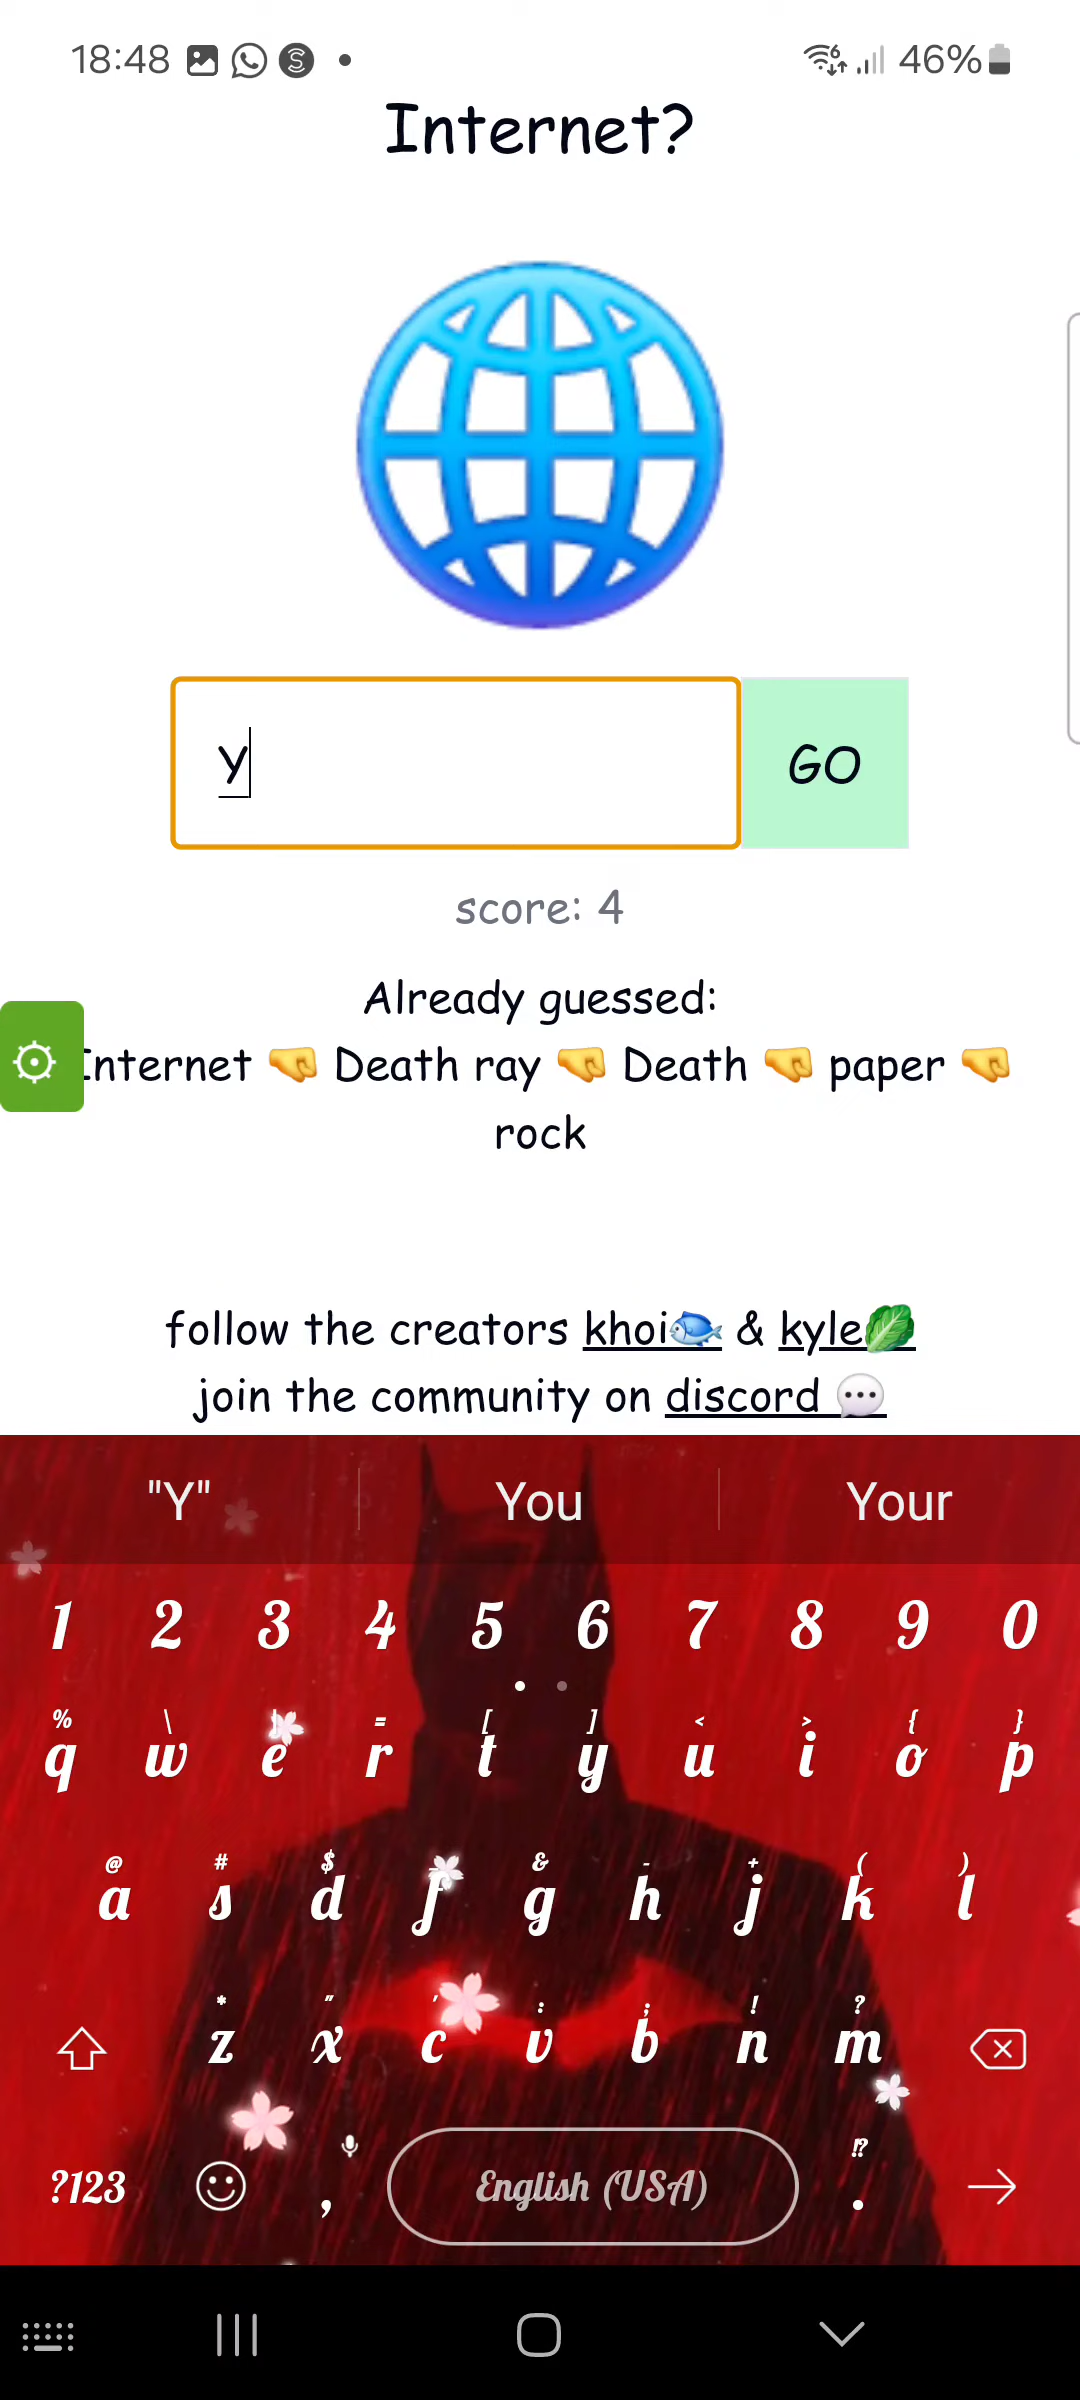 18:48 46%
Internet?
Y
GO
score: 4
Already guessed:
Internet 🤜 Death ray 🤜 Death 🤜 paper 🤜
rock
follow the creators khoi🐟 & kyle🥬
join the community on discord 💬
"Y" You Your
1 2 3 4 5 6 7 8 9 0
% \ = [ ] < > { }
q w e r t y u i o p
@ # $ & - + ( )
a s d f g h j k l
* " ' : ; ! ?
z x c v b n m
!?
?123 , English (USA) .